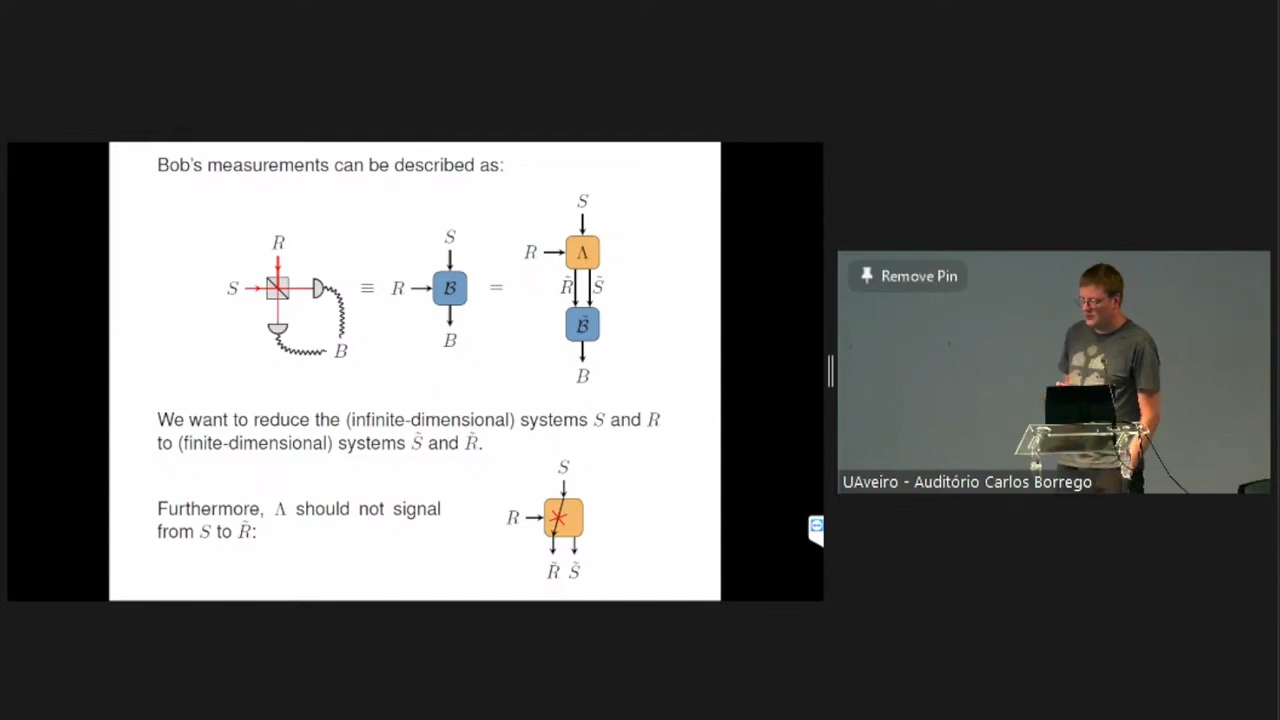 Bob's measurements can be described as:
S
R
S
R
Λ
S
R̃ S̃
R
ℬ
≡
=
ℬ̃
B
B
B
We want to reduce the (infinite-dimensional) systems S and R
to (finite-dimensional) systems S̃ and R̃.
Furthermore, Λ should not signal
from S to R̃:
S
R
R̃ S̃
Remove Pin
UAveiro - Auditório Carlos Borrego